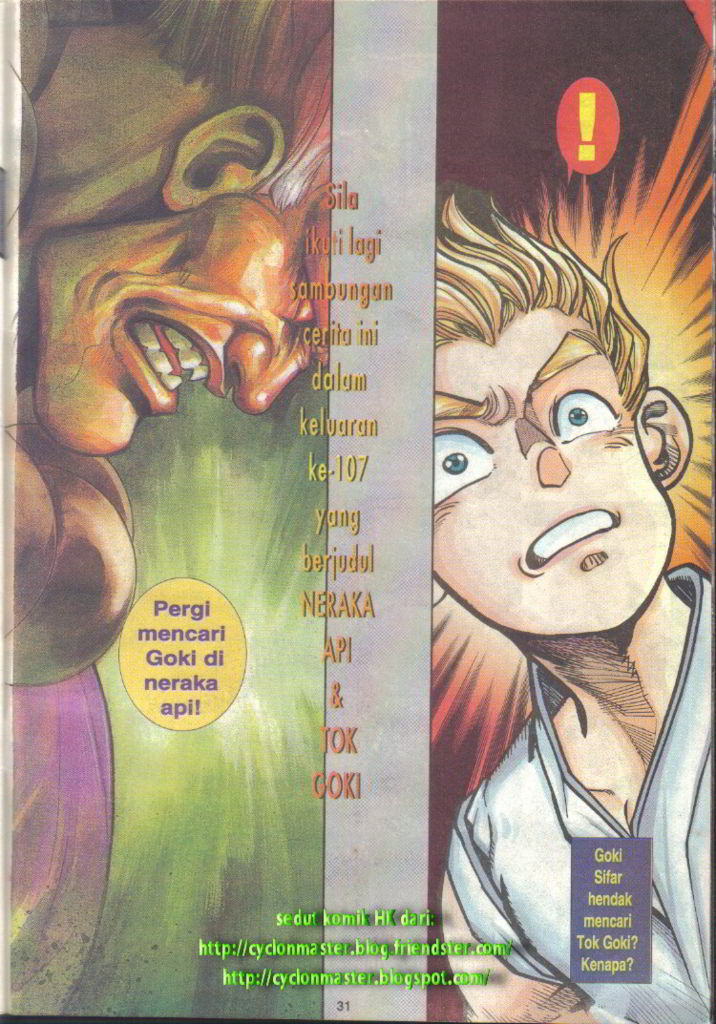 !
Sila
ikuti lagi
sambungan
cerita ini
dalam
keluaran
ke-107
yang
berjudul
NERAKA
API
&
TOK
GOKI
Pergi
mencari
Goki di
neraka
api!
Goki
Sifar
hendak
mencari
Tok Goki?
Kenapa?
sedut komik HK dari:
http://cyclonmaster.blog.friendster.com/
http://cyclonmaster.blogspot.com/
31